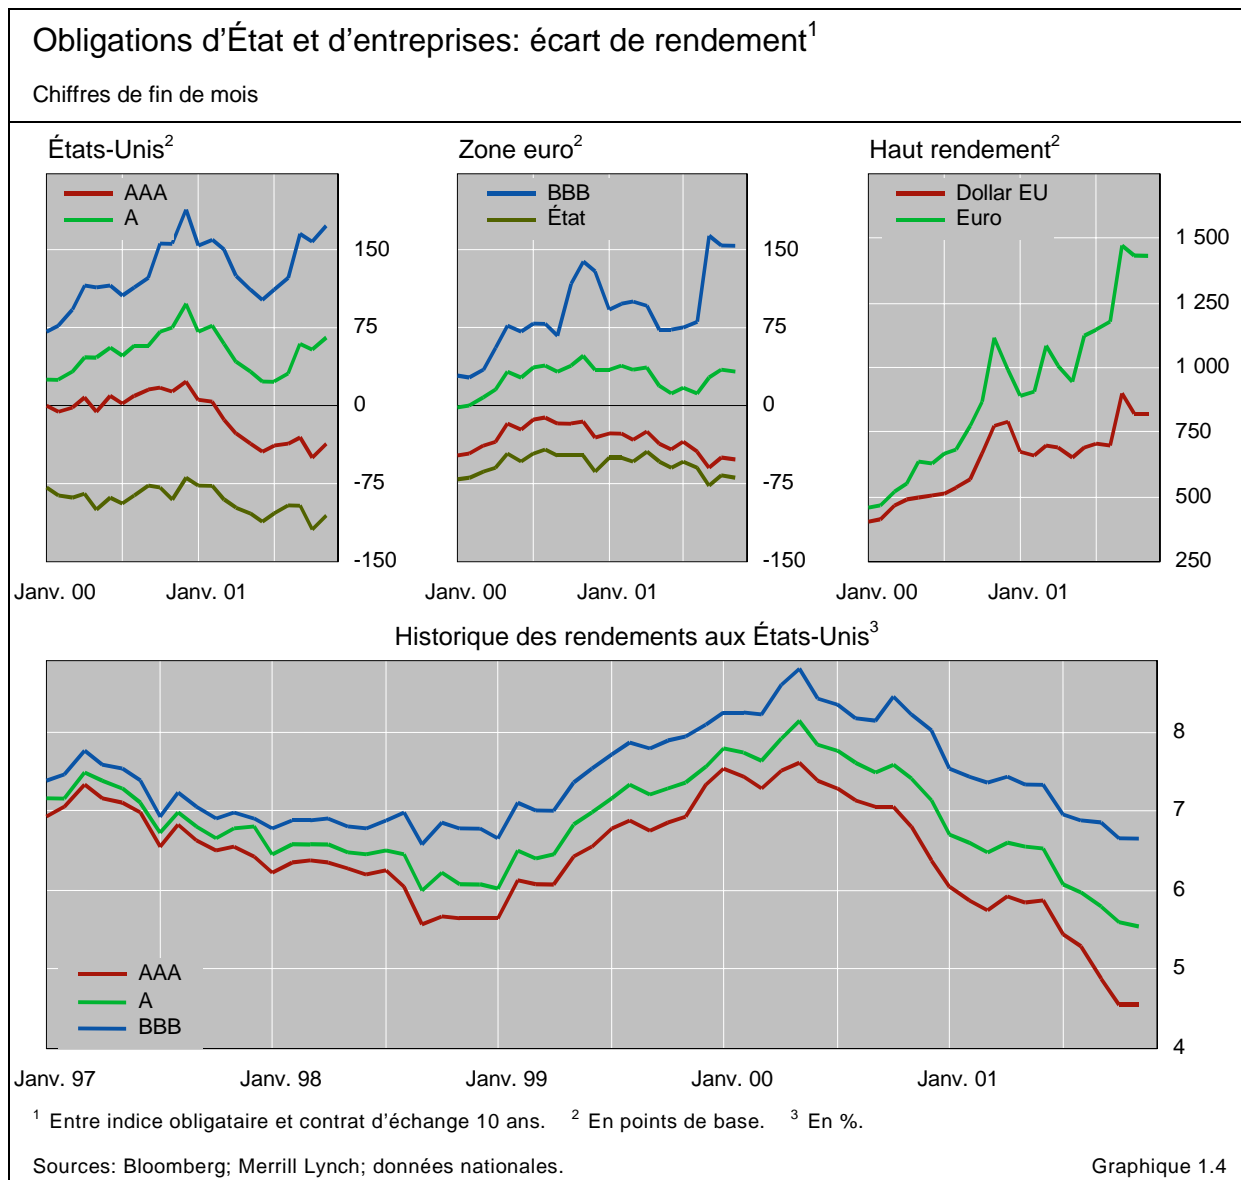 Obligations d'État et d'entreprises: écart de rendement¹
Chiffres de fin de mois
États-Unis²
AAA
A
150
75
0
-75
-150
Janv. 00
Janv. 01
Zone euro²
BBB
État
150
75
0
-75
-150
Janv. 00
Janv. 01
Haut rendement²
Dollar EU
Euro
1 500
1 250
1 000
750
500
250
Janv. 00
Janv. 01
Historique des rendements aux États-Unis³
AAA
A
BBB
8
7
6
5
4
Janv. 97
Janv. 98
Janv. 99
Janv. 00
Janv. 01
¹ Entre indice obligataire et contrat d'échange 10 ans. ² En points de base. ³ En %.
Sources: Bloomberg; Merrill Lynch; données nationales.
Graphique 1.4